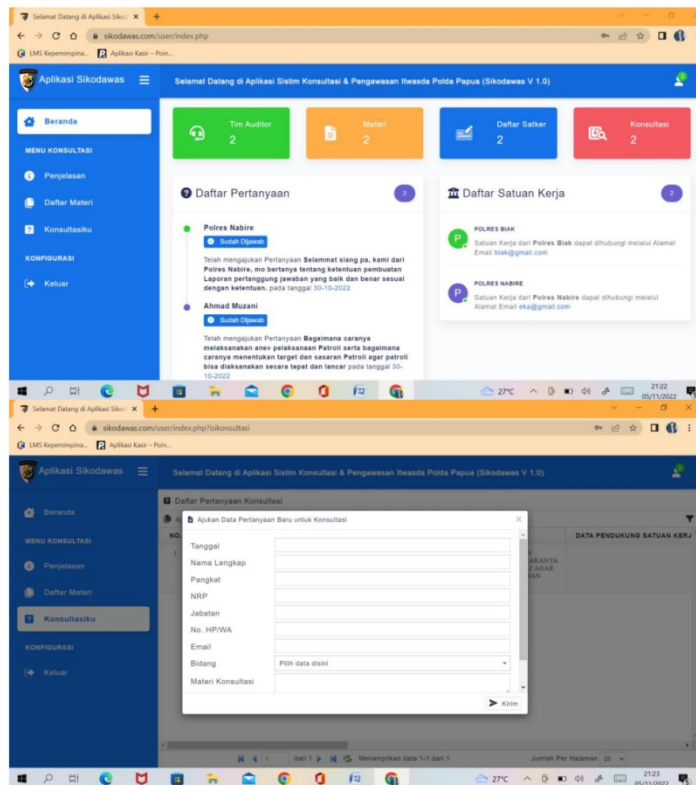 Selamat Datang di Aplikasi Sikod
sikodawas.com/user/index.php
LMS Kepemimpina...
Aplikasi Kasir - Poin...
Aplikasi Sikodawas
Selamat Datang di Aplikasi Sistim Konsultasi & Pengawasan Itwasda Polda Papua (Sikodawas V 1.0)
Beranda
MENU KONSULTASI
Penjelasan
Daftar Materi
Konsultasiku
KONFIGURASI
Keluar
Tim Auditor
2
Materi
2
Daftar Satker
2
Konsultasi
2
Daftar Pertanyaan
2
Polres Nabire
Sudah Dijawab
Telah mengajukan Pertanyaan Selammat siang pa, kami dari
Polres Nabire, mo bertanya tentang ketentuan pembuatan
Laporan pertanggung jawaban yang baik dan benar sesuai
dengan ketentuan. pada tanggal 30-10-2022
Ahmad Muzani
Sudah Dijawab
Telah mengajukan Pertanyaan Bagaimana caranya
melaksanakan anev pelaksanaan Patroli serta bagaimana
caranya menentukan target dan sasaran Patroli agar patroli
bisa dilaksanakan secara tepat dan lancar pada tanggal 30-
10-2022
Daftar Satuan Kerja
2
P
POLRES BIAK
Satuan Kerja dari Polres Biak dapat dihubungi melalui Alamat
Email biak@gmail.com
P
POLRES NABIRE
Satuan Kerja dari Polres Nabire dapat dihubungi melalui
Alamat Email eka@gmail.com
27°C
21:22
05/11/2022
Selamat Datang di Aplikasi Sikod
sikodawas.com/user/index.php?isikonsultasi
LMS Kepemimpina...
Aplikasi Kasir - Poin...
Aplikasi Sikodawas
Selamat Datang di Aplikasi Sistim Konsultasi & Pengawasan Itwasda Polda Papua (Sikodawas V 1.0)
Beranda
MENU KONSULTASI
Penjelasan
Daftar Materi
Konsultasiku
KONFIGURASI
Keluar
Daftar Pertanyaan Konsultasi
NO.
DATA PENDUKUNG SATUAN KERJ
1
ARANYA
AGAR
Ajukan Data Pertanyaan Baru untuk Konsultasi
Tanggal
Nama Lengkap
Pangkat
NRP
Jabatan
No. HP/WA
Email
Bidang
Pilih data disini
Materi Konsultasi
Kirim
1 dari 1
Menampilkan data 1-1 dari 1
Jumlah Per Halaman 20
27°C
21:23
05/11/2022